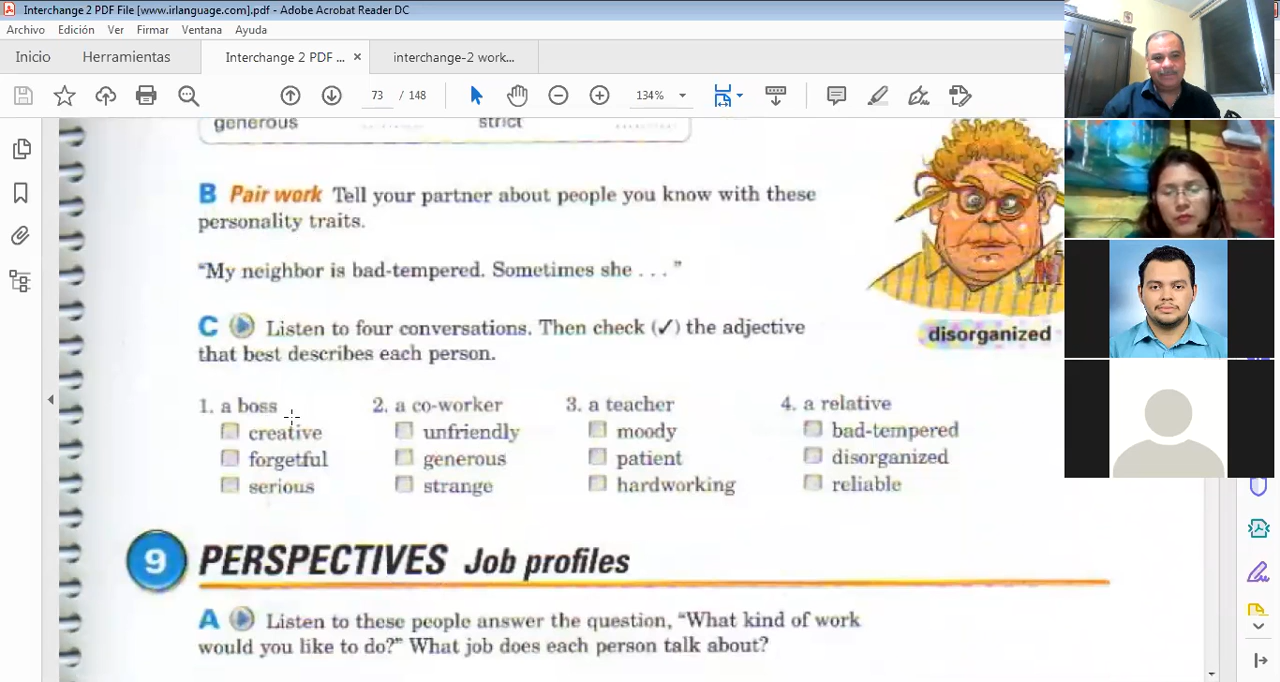 Interchange 2 PDF File [www.irlanguage.com].pdf - Adobe Acrobat Reader DC
Archivo Edición Ver Firmar Ventana Ayuda
Inicio Herramientas Interchange 2 PDF ... × interchange-2 work...
73 / 148 134%
generous strict
B Pair work Tell your partner about people you know with these
personality traits.
“My neighbor is bad-tempered. Sometimes she . . . ”
C Listen to four conversations. Then check (✓) the adjective
that best describes each person.
disorganized
1. a boss 2. a co-worker 3. a teacher 4. a relative
creative unfriendly moody bad-tempered
forgetful generous patient disorganized
serious strange hardworking reliable
9 PERSPECTIVES Job profiles
A Listen to these people answer the question, “What kind of work
would you like to do?” What job does each person talk about?